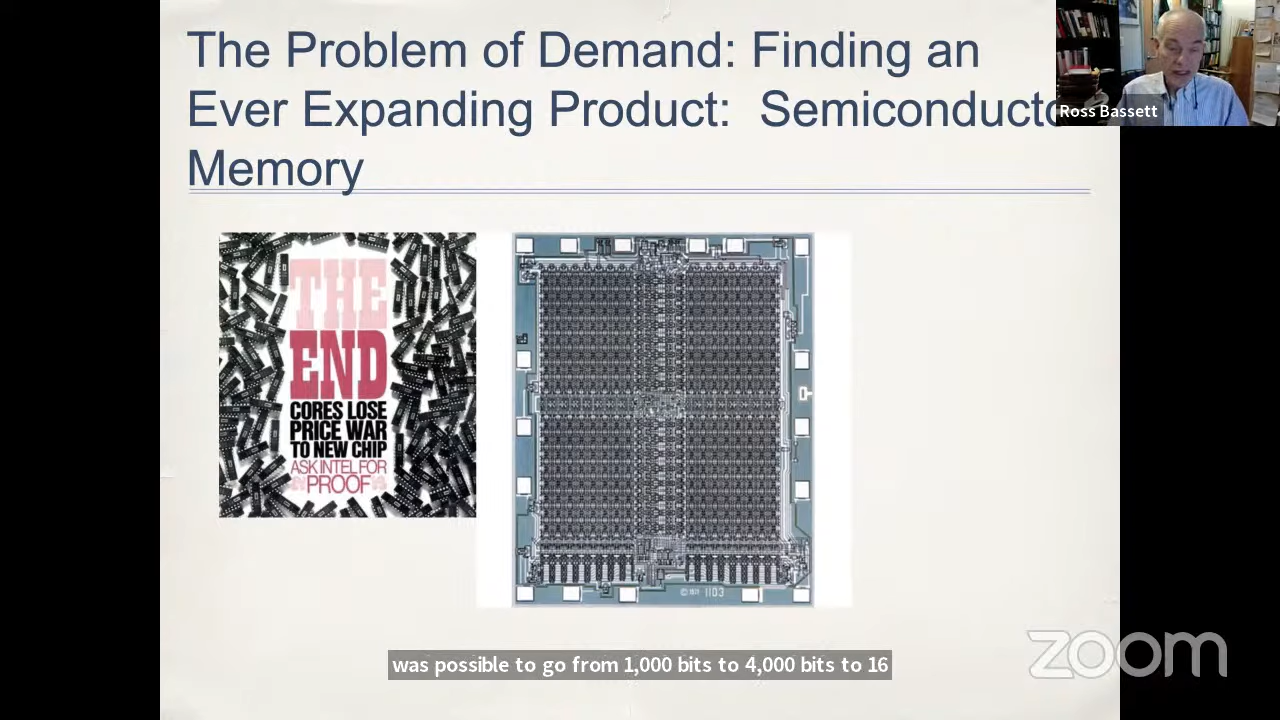 The Problem of Demand: Finding an
Ever Expanding Product: Semiconducto
Memory
Ross Bassett
THE
END
CORES LOSE
PRICE WAR
TO NEW CHIP
ASK INTEL FOR
PROOF
© 1971 1103
was possible to go from 1,000 bits to 4,000 bits to 16
zoom